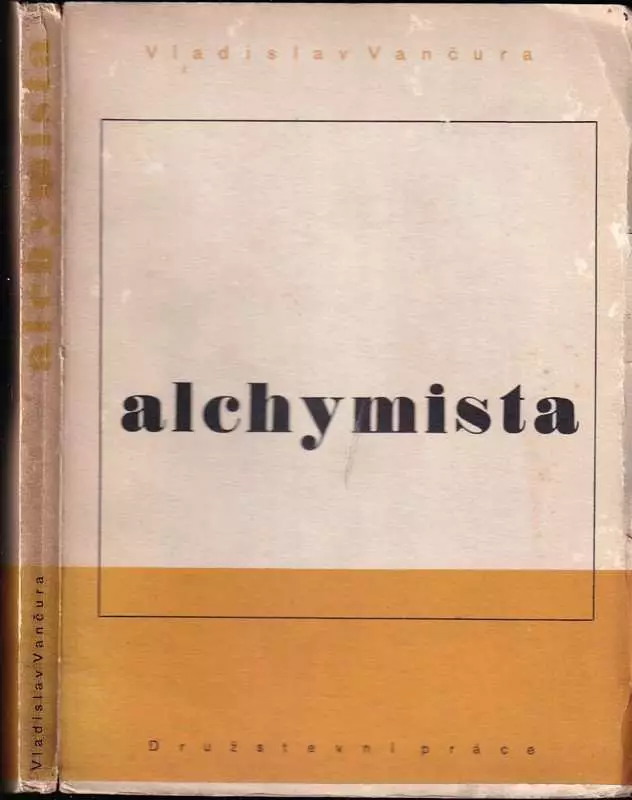 Vladislav Vančura
alchymista
Družstevní práce
alchymista
Vladislav Vančura